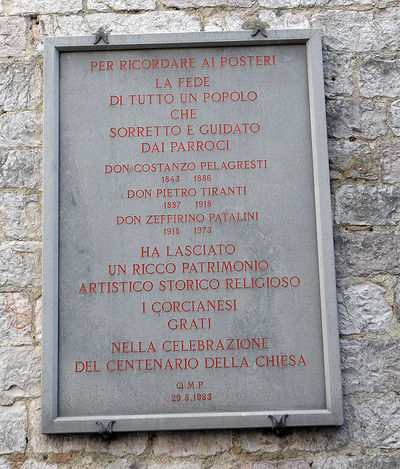 PER RICORDARE AI POSTERI
LA FEDE
DI TUTTO UN POPOLO
CHE
SORRETTO E GUIDATO
DAI PARROCI
DON COSTANZO PELAGRESTI
1843 1886
DON PIETRO TIRANTI
1887 1918
DON ZEFFIRINO PATALINI
1918 1973
HA LASCIATO
UN RICCO PATRIMONIO
ARTISTICO STORICO RELIGIOSO
I CORCIANESI
GRATI
NELLA CELEBRAZIONE
DEL CENTENARIO DELLA CHIESA
Q.M.P.
29.5.1983